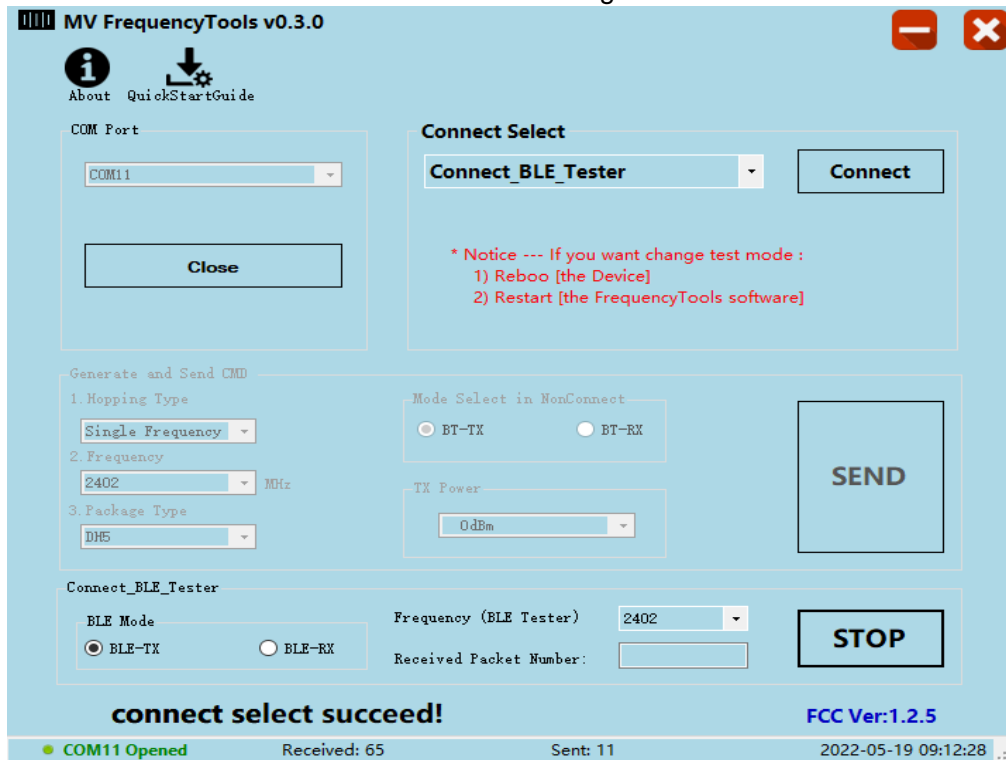 MV FrequencyTools v0.3.0
About QuickStartGuide
COM Port
COM11
Close
Connect Select
Connect_BLE_Tester
Connect
* Notice --- If you want change test mode :
1) Reboo [the Device]
2) Restart [the FrequencyTools software]
Generate and Send CMD
1.Hopping Type
Single Frequency
2.Frequency
2402 MHz
3.Package Type
DH5
Mode Select in NonConnect
BT-TX BT-RX
TX Power
0dBm
SEND
Connect_BLE_Tester
BLE Mode
BLE-TX BLE-RX
Frequency (BLE Tester) 2402
Received Packet Number:
STOP
connect select succeed!
FCC Ver:1.2.5
COM11 Opened Received: 65 Sent: 11 2022-05-19 09:12:28